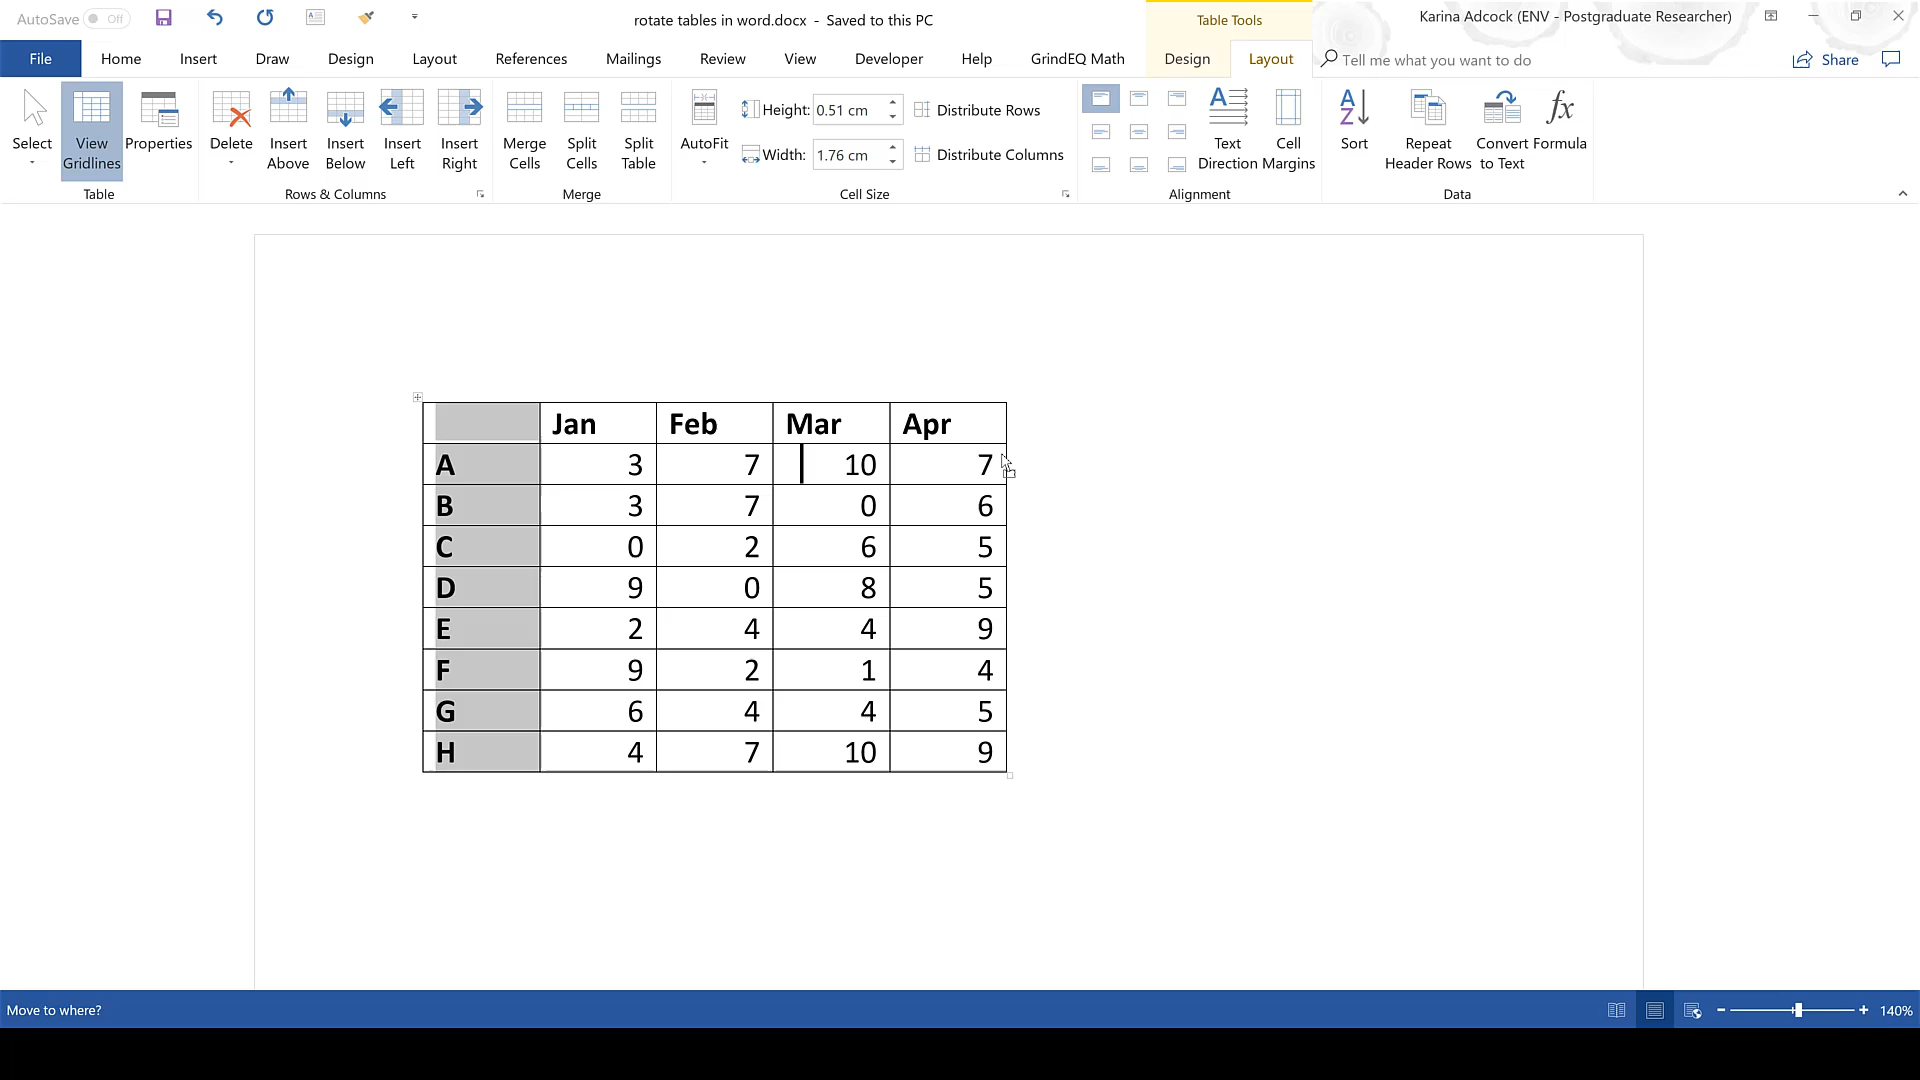 AutoSave Off rotate tables in word.docx - Saved to this PC Table Tools Karina Adcock (ENV - Postgraduate Researcher)
File Home Insert Draw Design Layout References Mailings Review View Developer Help GrindEQ Math Design Layout Tell me what you want to do Share
Select View Gridlines Properties Delete Insert Above Insert Below Insert Left Insert Right Merge Cells Split Cells Split Table AutoFit
Height: 0.51 cm Distribute Rows
Width: 1.76 cm Distribute Columns
Text Direction Cell Margins Sort Repeat Header Rows Convert to Text Formula
Table Rows & Columns Merge Cell Size Alignment Data
Jan Feb Mar Apr
A 3 7 10 7
B 3 7 0 6
C 0 2 6 5
D 9 0 8 5
E 2 4 4 9
F 9 2 1 4
G 6 4 4 5
H 4 7 10 9
Move to where? 140%